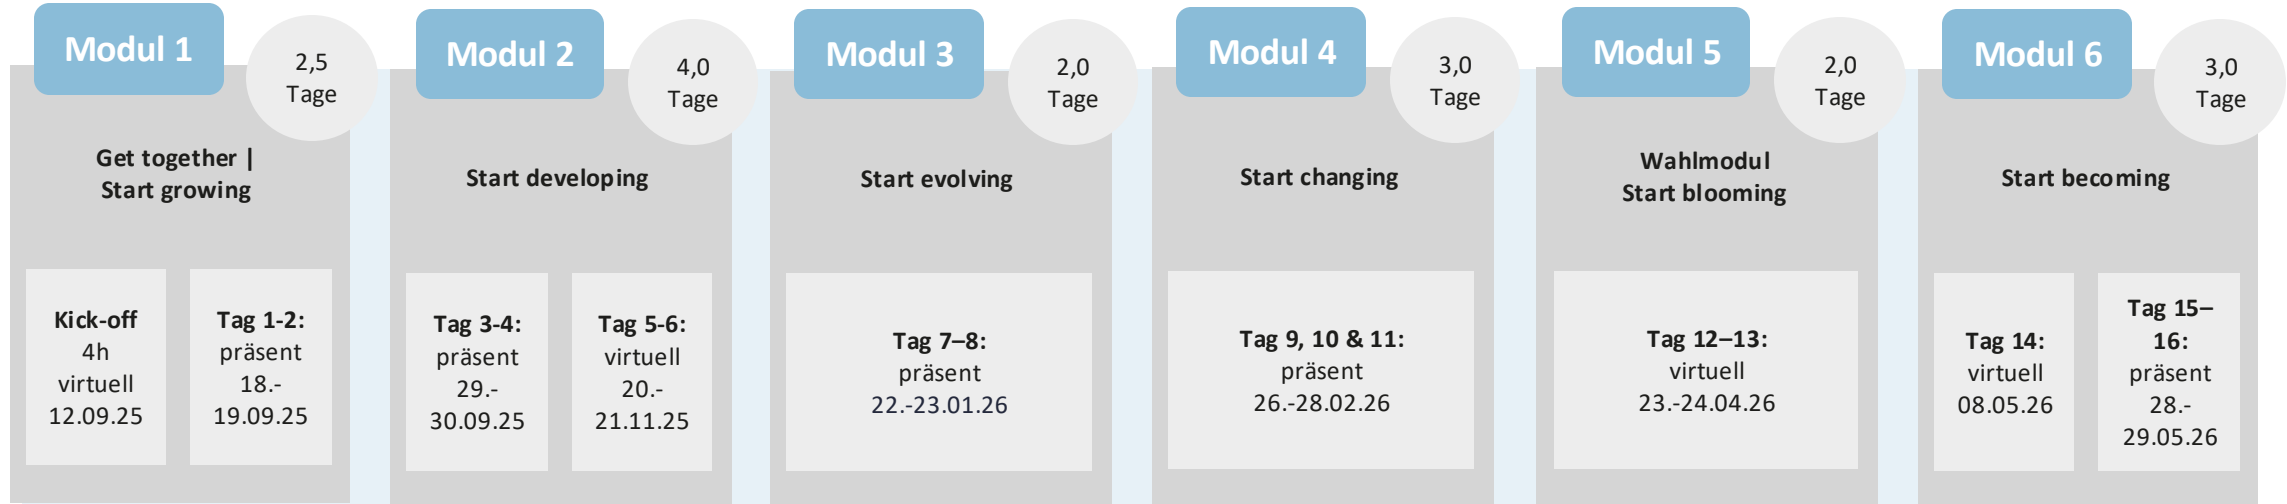 Modul 1
2,5
Tage
Get together |
Start growing
Kick-off
4h
virtuell
12.09.25
Tag 1-2:
präsent
18.-
19.09.25
Modul 2
4,0
Tage
Start developing
Tag 3-4:
präsent
29.-
30.09.25
Tag 5-6:
virtuell
20.-
21.11.25
Modul 3
2,0
Tage
Start evolving
Tag 7–8:
präsent
22.-23.01.26
Modul 4
3,0
Tage
Start changing
Tag 9, 10 & 11:
präsent
26.-28.02.26
Modul 5
2,0
Tage
Wahlmodul
Start blooming
Tag 12–13:
virtuell
23.-24.04.26
Modul 6
3,0
Tage
Start becoming
Tag 14:
virtuell
08.05.26
Tag 15–
16:
präsent
28.-
29.05.26